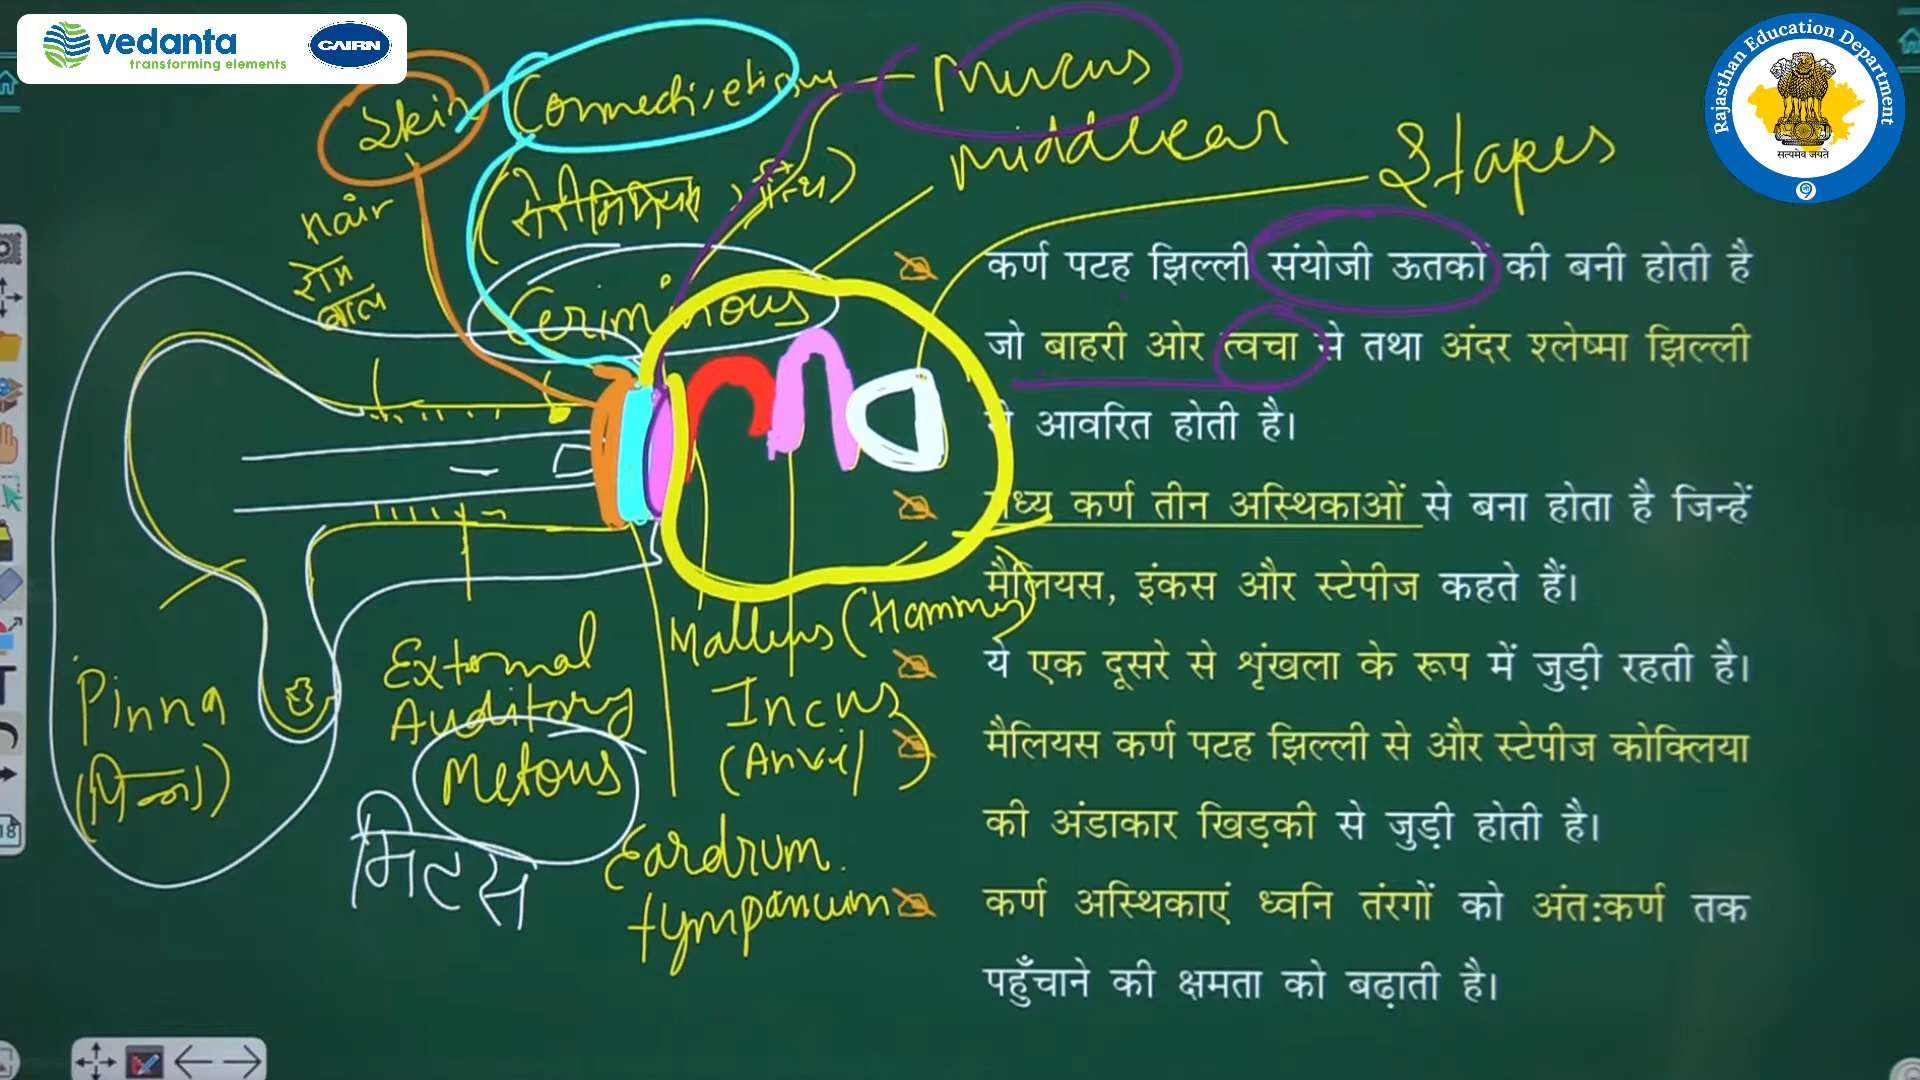 vedanta
transforming elements
CAIRN
Rajasthan Education Department
सत्यमेव जयते
Skin
Connective tissue
Mucus
middle ear
Stapes
hair
रोम
बाल
Ceriminous
कर्ण पटह झिल्ली संयोजी ऊतकों की बनी होती है
जो बाहरी ओर त्वचा से तथा अंदर श्लेष्मा झिल्ली
से आवरित होती है।
मध्य कर्ण तीन अस्थिकाओं से बना होता है जिन्हें
मैलियस, इंकस और स्टेपीज कहते हैं।
ये एक दूसरे से शृंखला के रूप में जुड़ी रहती है।
मैलियस कर्ण पटह झिल्ली से और स्टेपीज कोक्लिया
की अंडाकार खिड़की से जुड़ी होती है।
कर्ण अस्थिकाएं ध्वनि तरंगों को अंतःकर्ण तक
पहुँचाने की क्षमता को बढ़ाती है।
Pinna
(पिन्ना)
External
Auditory
Metous
मिटस
Malleus (Hammer)
Incus
(Anvil)
Eardrum
tympanum
18